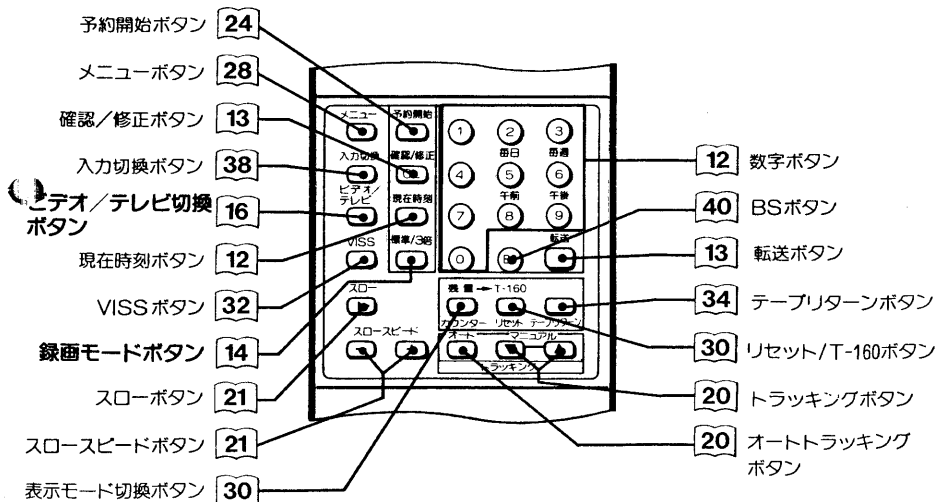 予約開始ボタン 24
メニューボタン 28
確認／修正ボタン 13
入力切換ボタン 38
ビデオ／テレビ切換
ボタン 16
現在時刻ボタン 12
VISSボタン 32
録画モードボタン 14
スローボタン 21
スロースピードボタン 21
表示モード切換ボタン 30
メニュー 予約開始
入力切換 確認/修正
ビデオ/
テレビ 現在時刻
VISS 標準/3倍
スロー
スロースピード
1 2 3
毎日 毎週
4 5 6
午前 午後
7 8 9
転送
0 B
残量 → T-160
カウンター リセット テープリターン
オート マニュアル
トラッキング
12 数字ボタン
40 BSボタン
13 転送ボタン
34 テープリターンボタン
30 リセット/T-160ボタン
20 トラッキングボタン
20 オートトラッキング
ボタン